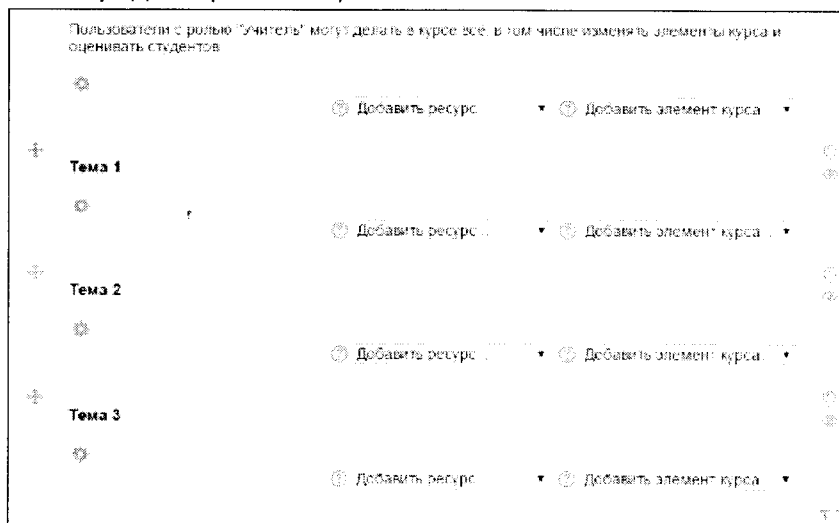 Пользователи с ролью "Учитель" могут делать в курсе все, в том числе изменять элементы курса и
оценивать студентов
Добавить ресурс... Добавить элемент курса...
Тема 1
Добавить ресурс... Добавить элемент курса...
Тема 2
Добавить ресурс... Добавить элемент курса...
Тема 3
Добавить ресурс... Добавить элемент курса...